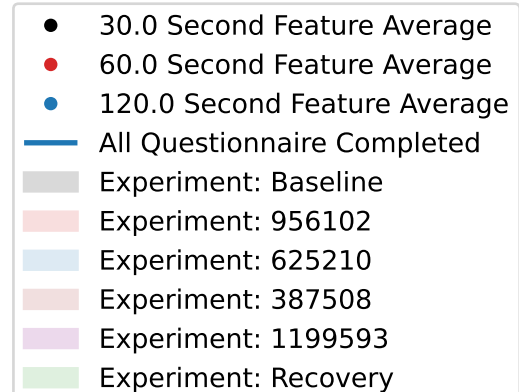 30.0 Second Feature Average
60.0 Second Feature Average
120.0 Second Feature Average
All Questionnaire Completed
Experiment: Baseline
Experiment: 956102
Experiment: 625210
Experiment: 387508
Experiment: 1199593
Experiment: Recovery